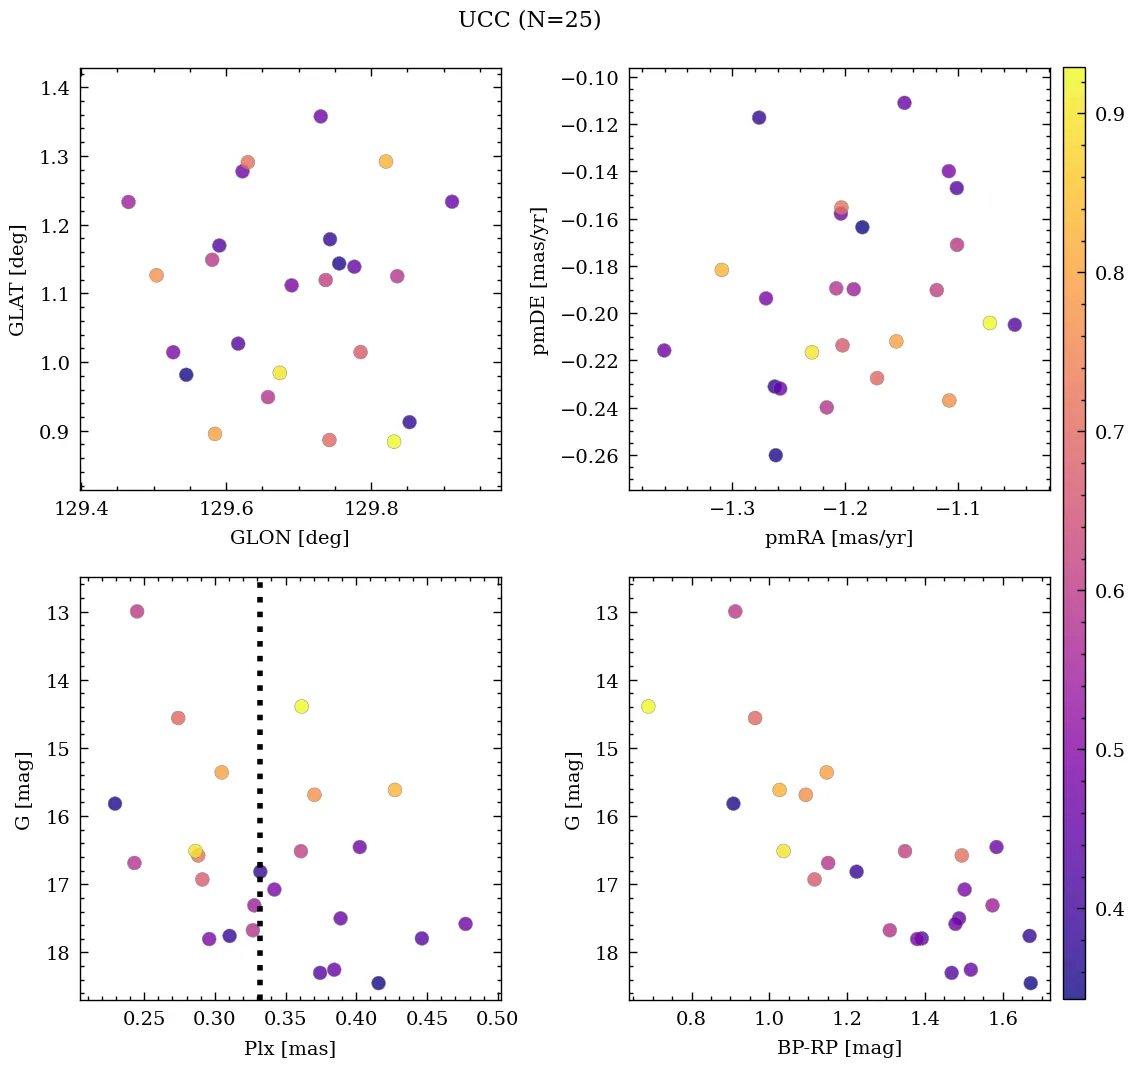 UCC (N=25)
1.4
1.3
1.2
1.1
1.0
0.9
GLAT [deg]
129.4 129.6 129.8
GLON [deg]
−0.10
−0.12
−0.14
−0.16
−0.18
−0.20
−0.22
−0.24
−0.26
pmDE [mas/yr]
−1.3 −1.2 −1.1
pmRA [mas/yr]
13
14
15
16
17
18
G [mag]
0.25 0.30 0.35 0.40 0.45 0.50
Plx [mas]
13
14
15
16
17
18
G [mag]
0.8 1.0 1.2 1.4 1.6
BP-RP [mag]
0.9
0.8
0.7
0.6
0.5
0.4